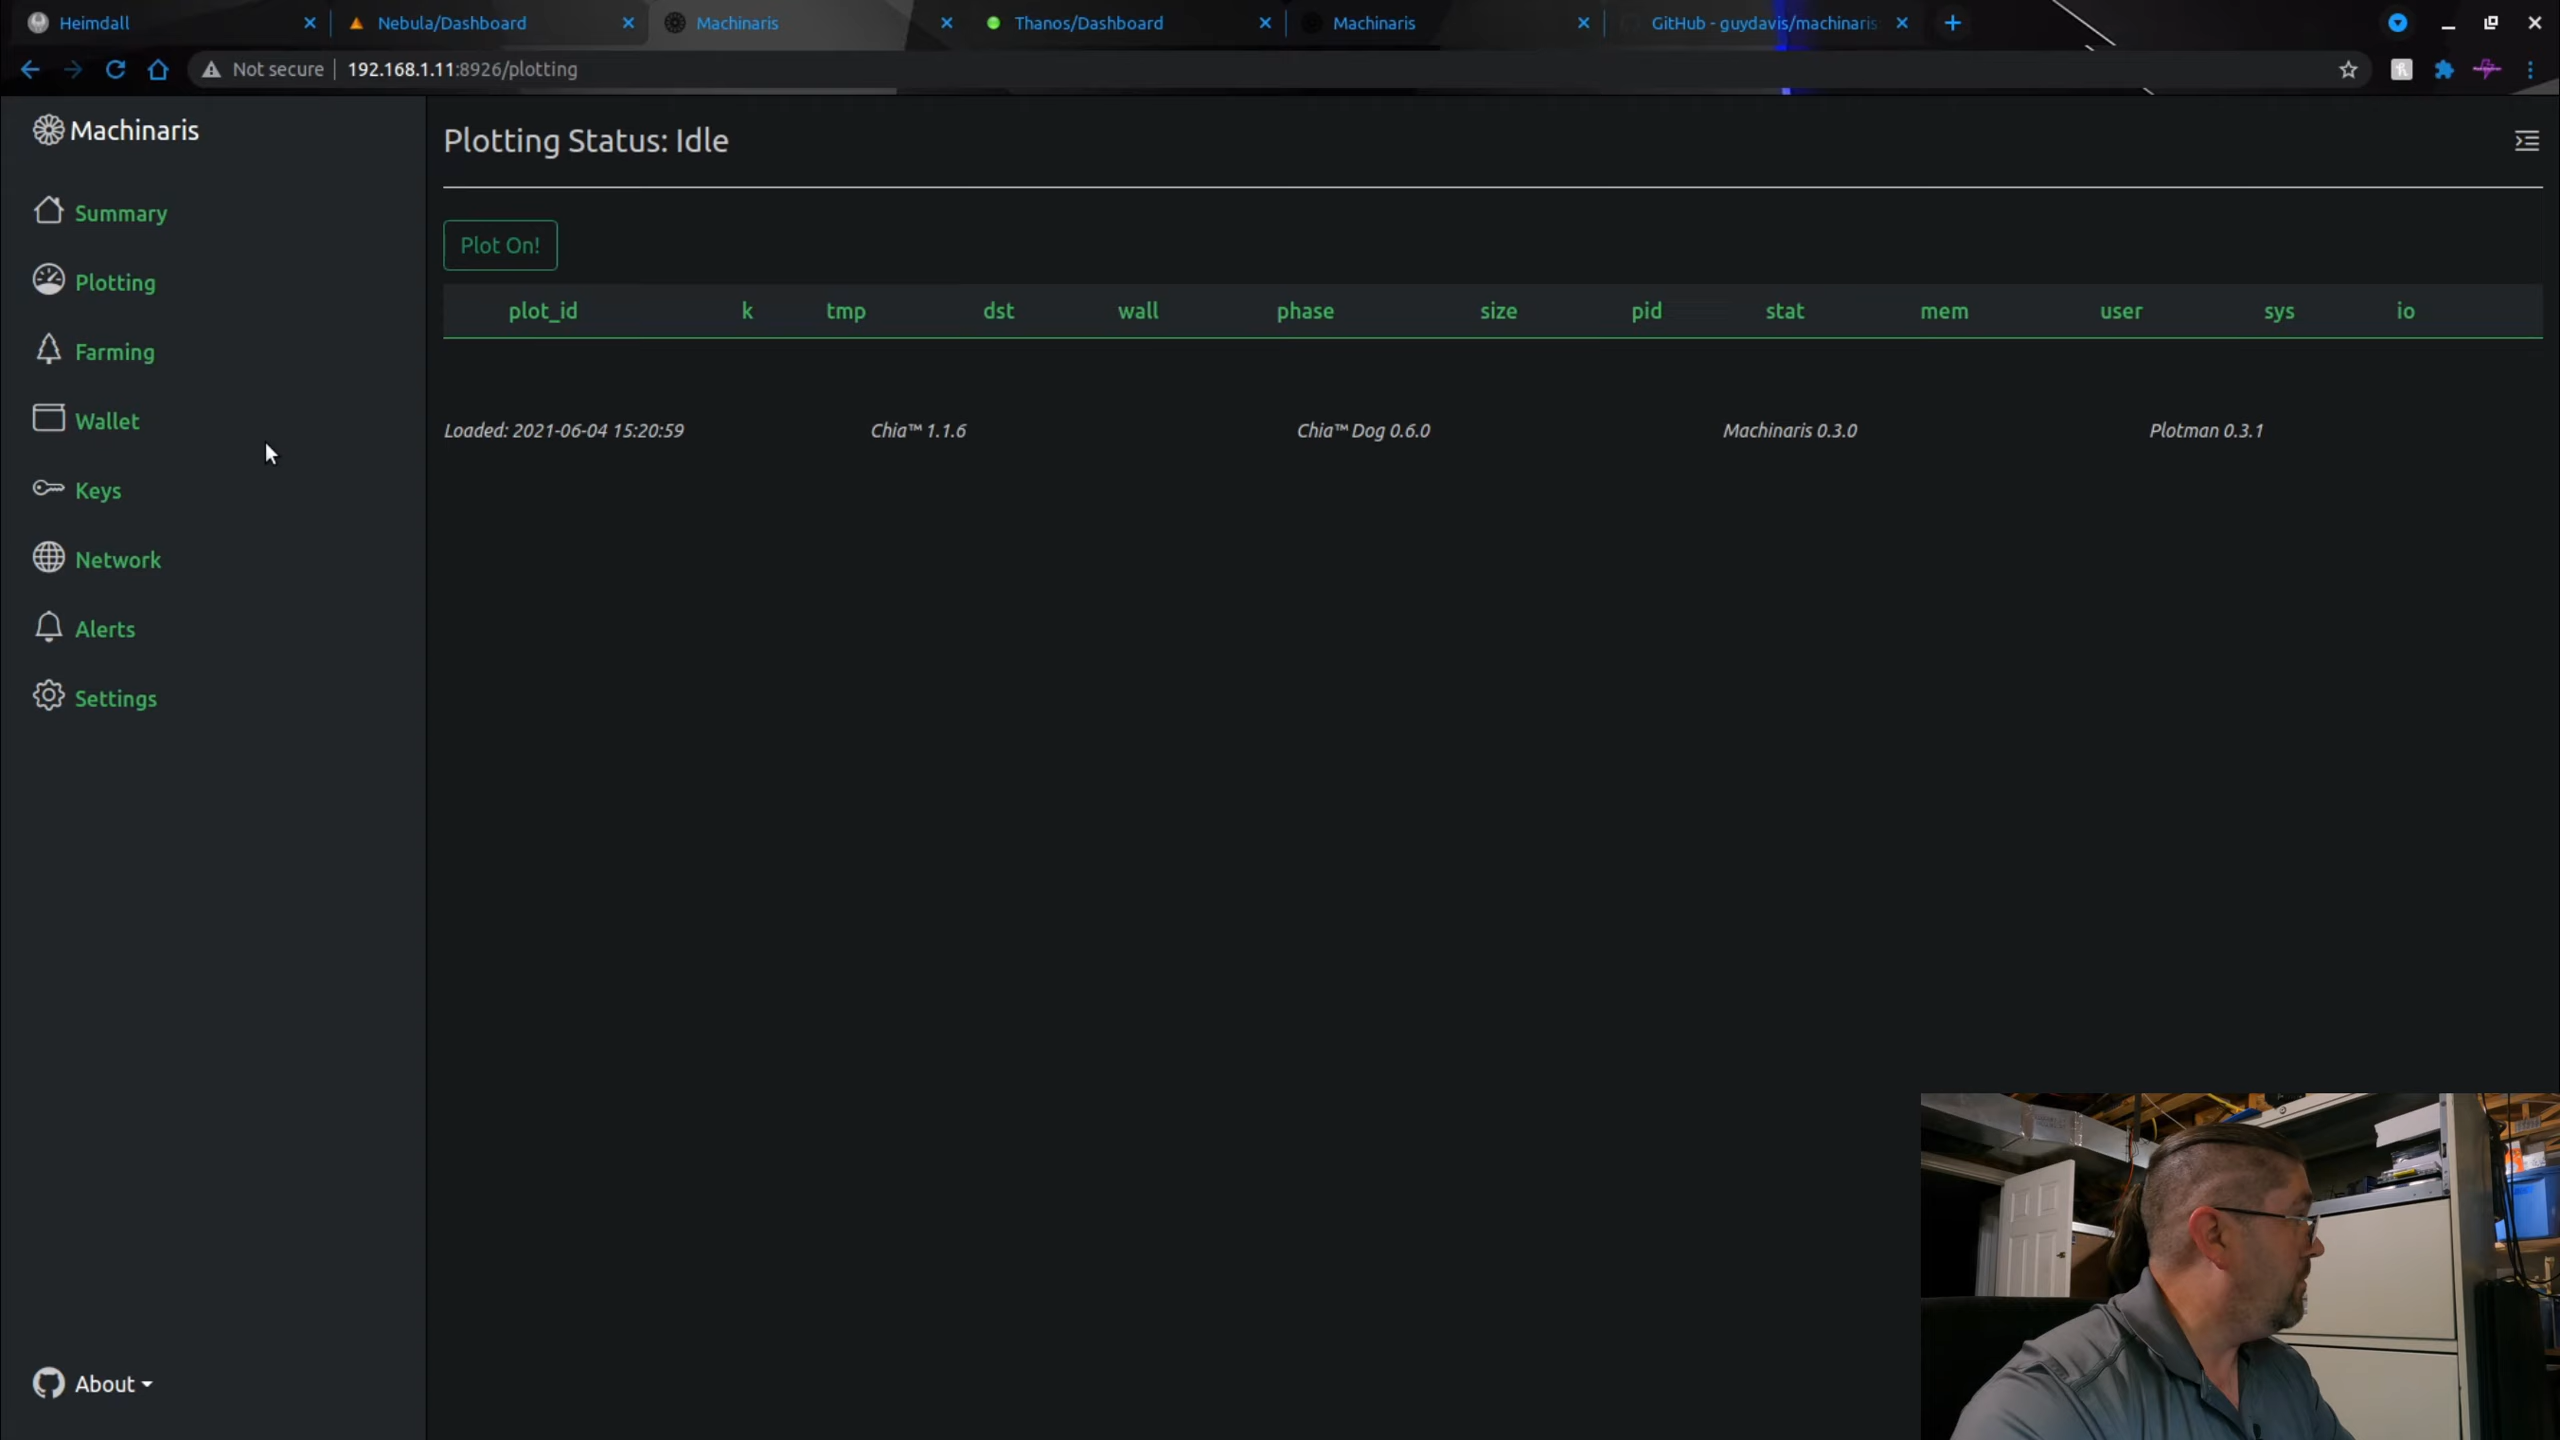 Heimdall
Nebula/Dashboard
Machinaris
Thanos/Dashboard
Machinaris
GitHub - guydavis/machinaris
Not secure
192.168.1.11:8926/plotting
Machinaris
Summary
Plotting
Farming
Wallet
Keys
Network
Alerts
Settings
About
Plotting Status: Idle
Plot On!
plot_id k tmp dst wall phase size pid stat mem user sys io
Loaded: 2021-06-04 15:20:59 Chia™ 1.1.6 Chia™ Dog 0.6.0 Machinaris 0.3.0 Plotman 0.3.1